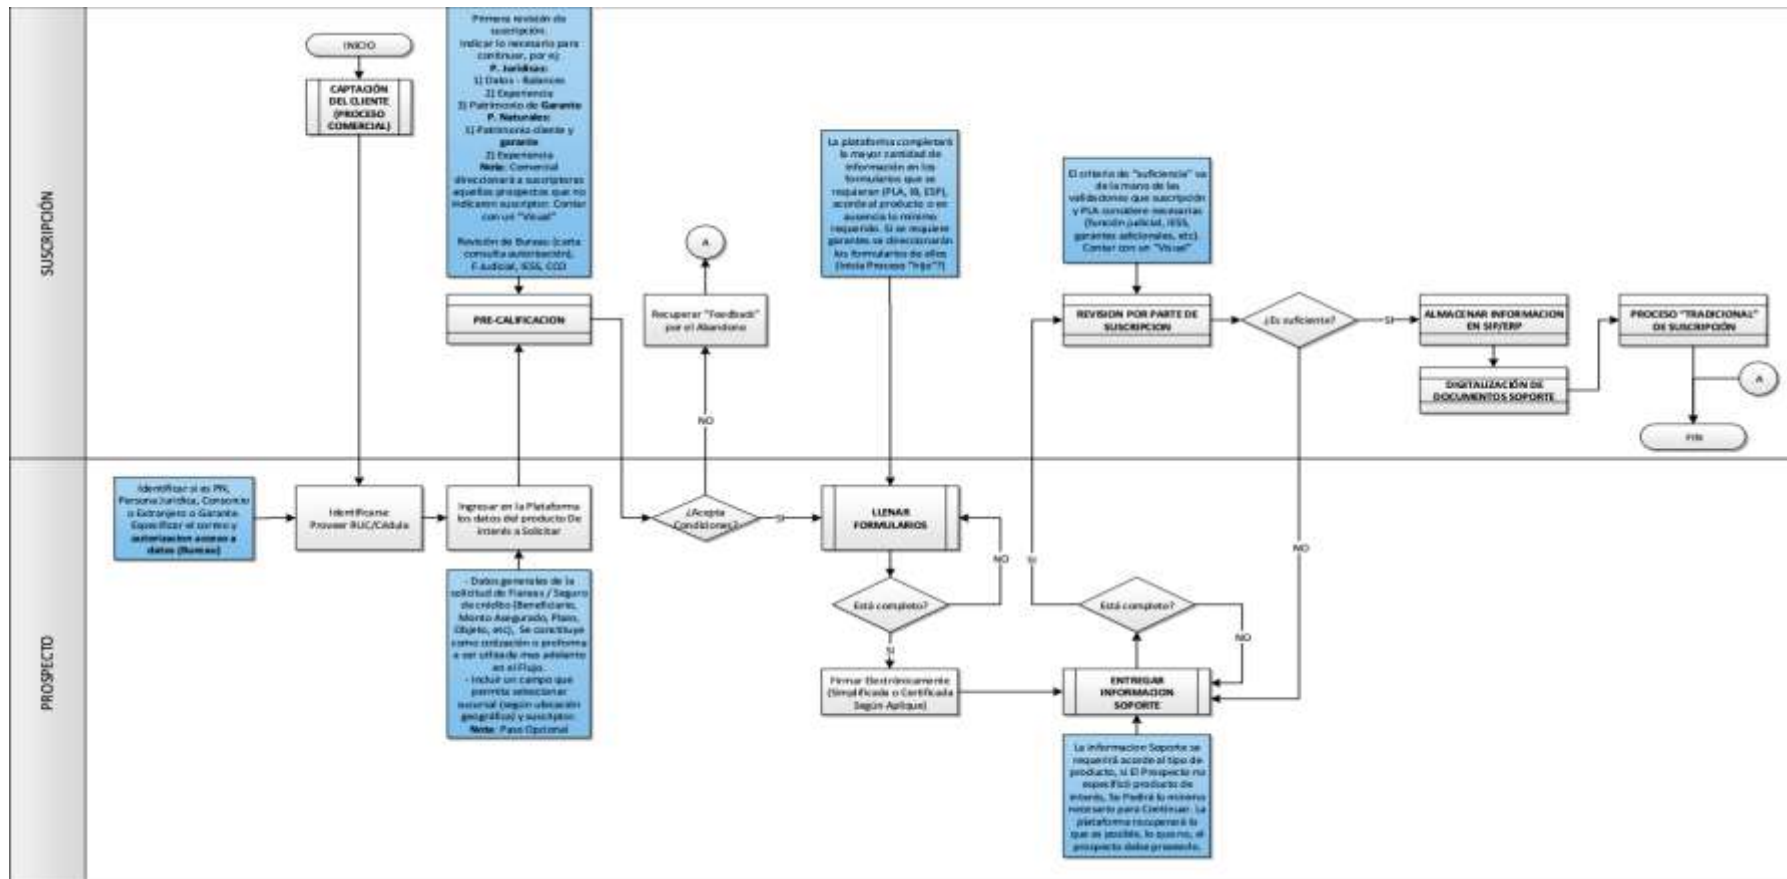 SUSCRIPCIÓN
INICIO
CAPTACIÓN
DEL CLIENTE
(PROCESO
COMERCIAL)
Primera revisión de
suscripción.
Indicar lo necesario para
continuar, por ej:
P. Jurídicas:
1) Datos - Balances
2) Experiencia
3) Patrimonio de Garante
P. Naturales:
1) Patrimonio cliente y
garante
2) Experiencia
Nota: Comercial
direccionará a suscriptores
aquellos prospectos que no
indicaron suscriptor. Contar
con un "Visual"
Revisión de Bureau (carta
consulta autorización),
F. Judicial, IESS, CCO
PRE-CALIFICACION
A
Recuperar "Feedback"
por el Abandono
NO
La plataforma completará
la mayor cantidad de
información en los
formularios que se
requieran (PLA, IB, ESP),
acorde al producto o en
ausencia lo mínimo
requerido. Si se requiere
garantes se direccionarán
los formularios de ellos
(Inicia Proceso "hijo"?)
El criterio de "suficiencia" va
de la mano de las
validaciones que suscripción
y PLA considere necesarias
(función judicial, IESS,
garantes adicionales, etc).
Contar con un "Visual"
REVISION POR PARTE DE
SUSCRIPCION
¿Es suficiente?
SI
ALMACENAR INFORMACION
EN SIP/ERP
PROCESO "TRADICIONAL"
DE SUSCRIPCIÓN
DIGITALIZACIÓN DE
DOCUMENTOS SOPORTE
A
FIN
PROSPECTO
Identificar si es PN,
Persona Jurídica, Consorcio
o Extranjero o Garante.
Especificar el correo y
autorizacion acceso a
datos (Bureau)
Identificarse
Proveer RUC/Cédula
Ingresar en la Plataforma
los datos del producto De
interés a Solicitar
- Datos generales de la
solicitud de Fianzas / Seguro
de crédito (Beneficiario,
Monto Asegurado, Plazo,
Objeto, etc), Se constituye
como cotización o proforma
a ser utilizada mas adelante
en el Flujo.
- Incluir un campo que
permita seleccionar
sucursal (según ubicación
geográfica) y suscriptor.
Nota: Paso Opcional
¿Acepta
Condiciones?
SI
LLENAR
FORMULARIOS
NO
Está completo?
SI
Firmar Electrónicamente
(Simplificada o Certificada
Según Aplique)
SI
Está completo?
NO
NO
ENTREGAR
INFORMACION
SOPORTE
La informacion Soporte se
requerirá acorde al tipo de
producto, si El Prospecto no
especificó producto de
interés, Se Pedirá lo mínimo
necesario para Continuar. La
plataforma recuperará lo
que es posible, lo que no, el
prospecto debe proveerlo.